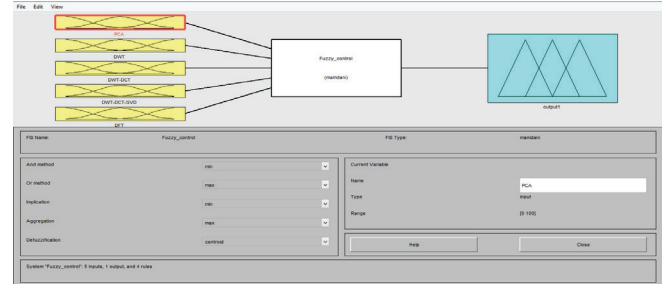 File Edit View
PCA
DWT
DWT-DCT
DWT-DCT-SVD
DFT
Fuzzy_control
(mamdani)
output1
FIS Name: Fuzzy_control FIS Type: mamdani
And method min
Or method max
Implication min
Aggregation max
Defuzzification centroid
Current Variable
Name PCA
Type input
Range [0 100]
Help Close
System "Fuzzy_control": 5 inputs, 1 output, and 4 rules